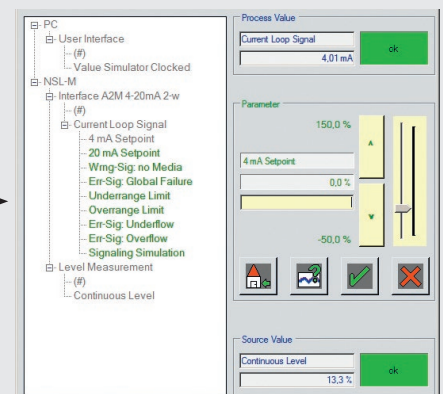 PC
User Interface
(#)
Value Simulator Clocked
NSL-M
Interface A2M 4-20mA 2-w
(#)
Current Loop Signal
4 mA Setpoint
20 mA Setpoint
Wrng-Sig: no Media
Err-Sig: Global Failure
Underrange Limit
Overrange Limit
Err-Sig: Underflow
Err-Sig: Overflow
Signaling Simulation
Level Measurement
(#)
Continuous Level
Process Value
Current Loop Signal
4,01 mA
ok
Parameter
150,0 %
4 mA Setpoint
0,0 %
-50,0 %
Source Value
Continuous Level
13,3 %
ok